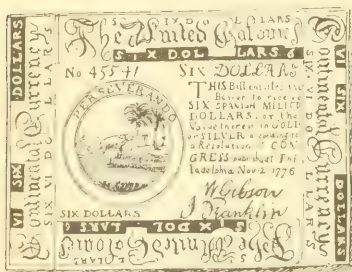 SIX DOLLARS
The United Colonies
SIX DOLLARS 6
No 45541 SIX DOLLARS
PERSEVERANDO
THIS Bill entitles the
Bearer to receive
SIX SPANISH MILLED
DOLLARS, or the
Value thereof in GOLD
or SILVER according to
a Resolution of CON
GRESS published at Phi
ladelphia Nov. 2 1776
W Gibson
J Franklin
SIX DOLLARS
SIX DOLLARS
The United Colonies
DOLLARS
SIX
VI
Continental Currency
SIX VI DOLLARS
VI SIX
DOLLARS
Continental Currency
SIX VI DOLLARS